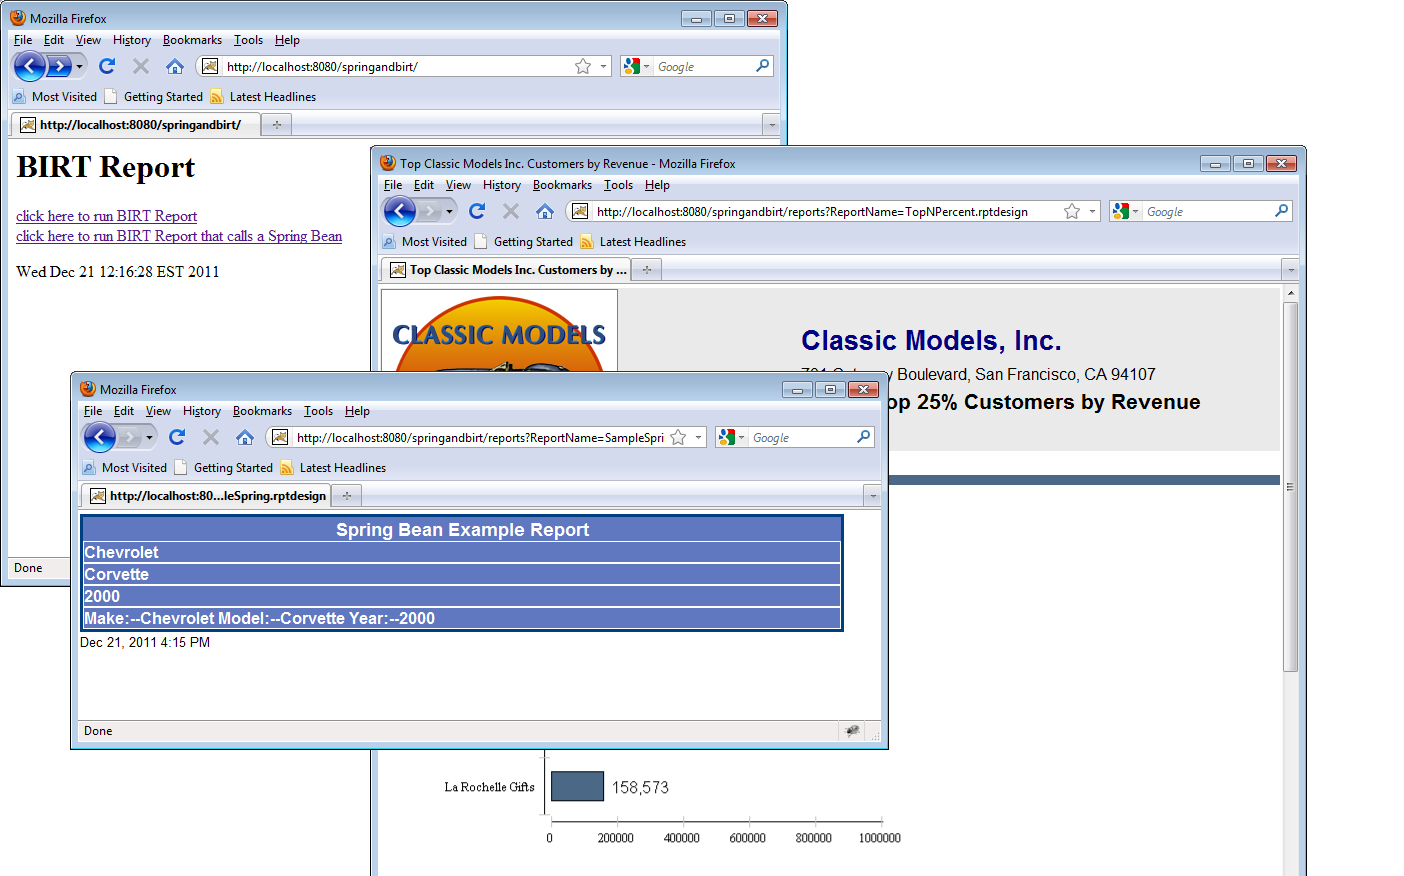 Mozilla Firefox
File Edit View History Bookmarks Tools Help
http://localhost:8080/springandbirt/
Google
Most Visited Getting Started Latest Headlines
http://localhost:8080/springandbirt/
BIRT Report
click here to run BIRT Report
click here to run BIRT Report that calls a Spring Bean
Wed Dec 21 12:16:28 EST 2011
Done
Top Classic Models Inc. Customers by Revenue - Mozilla Firefox
File Edit View History Bookmarks Tools Help
http://localhost:8080/springandbirt/reports?ReportName=TopNPercent.rptdesign
Google
Most Visited Getting Started Latest Headlines
Top Classic Models Inc. Customers by ...
CLASSIC MODELS
Classic Models, Inc.
Boulevard, San Francisco, CA 94107
25% Customers by Revenue
La Rochelle Gifts
158,573
0 200000 400000 600000 800000 1000000
Mozilla Firefox
File Edit View History Bookmarks Tools Help
http://localhost:8080/springandbirt/reports?ReportName=SampleSpri
Google
Most Visited Getting Started Latest Headlines
http://localhost:80...leSpring.rptdesign
Spring Bean Example Report
Chevrolet
Corvette
2000
Make:--Chevrolet Model:--Corvette Year:--2000
Dec 21, 2011 4:15 PM
Done